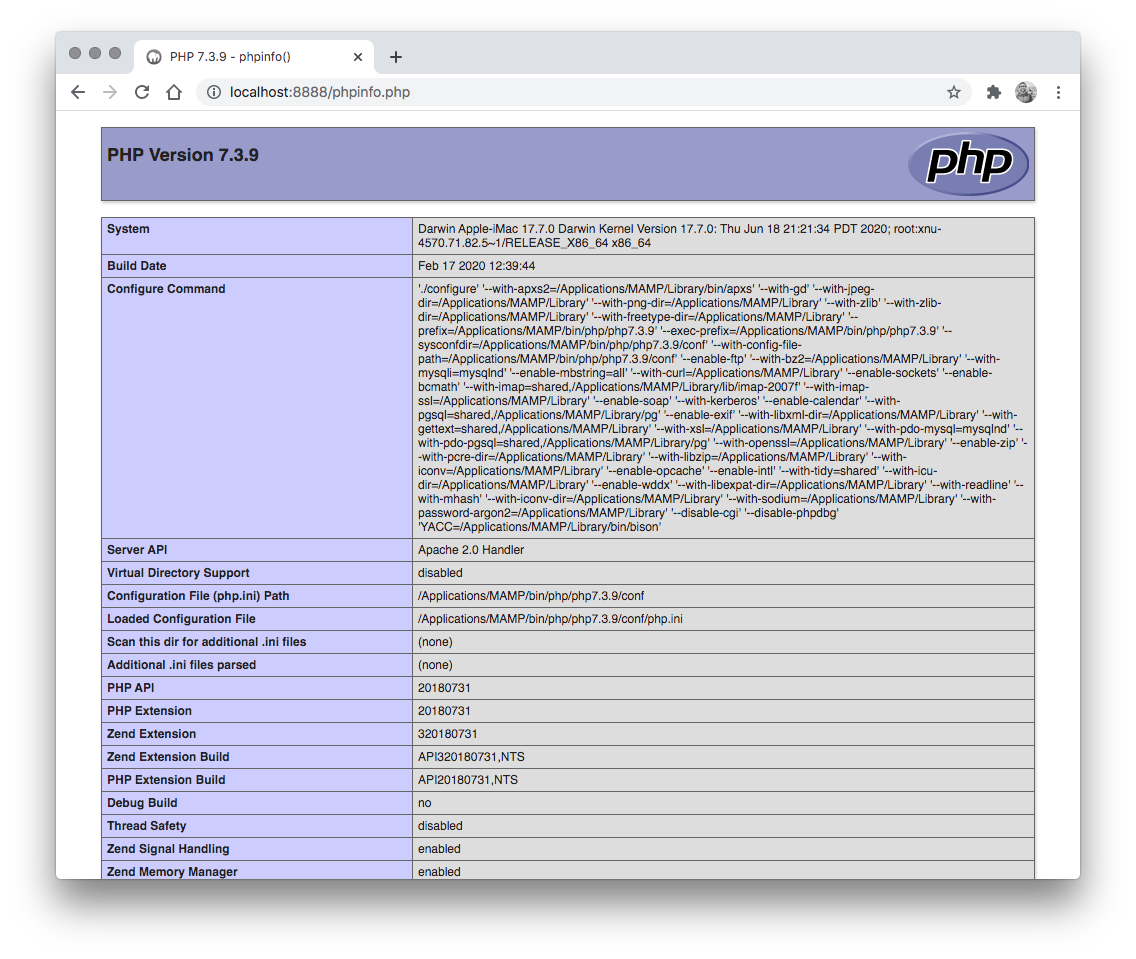 PHP 7.3.9 - phpinfo()
localhost:8888/phpinfo.php
PHP Version 7.3.9
php
System
Darwin Apple-iMac 17.7.0 Darwin Kernel Version 17.7.0: Thu Jun 18 21:21:34 PDT 2020; root:xnu-
4570.71.82.5~1/RELEASE_X86_64 x86_64
Build Date
Feb 17 2020 12:39:44
Configure Command
'./configure' '--with-apxs2=/Applications/MAMP/Library/bin/apxs' '--with-gd' '--with-jpeg-
dir=/Applications/MAMP/Library' '--with-png-dir=/Applications/MAMP/Library' '--with-zlib' '--with-zlib-
dir=/Applications/MAMP/Library' '--with-freetype-dir=/Applications/MAMP/Library' '--
prefix=/Applications/MAMP/bin/php/php7.3.9' '--exec-prefix=/Applications/MAMP/bin/php/php7.3.9' '--
sysconfdir=/Applications/MAMP/bin/php/php7.3.9/conf' '--with-config-file-
path=/Applications/MAMP/bin/php/php7.3.9/conf' '--enable-ftp' '--with-bz2=/Applications/MAMP/Library' '--with-
mysqli=mysqlnd' '--enable-mbstring=all' '--with-curl=/Applications/MAMP/Library' '--enable-sockets' '--enable-
bcmath' '--with-imap=shared,/Applications/MAMP/Library/lib/imap-2007f' '--with-imap-
ssl=/Applications/MAMP/Library' '--enable-soap' '--with-kerberos' '--enable-calendar' '--with-
pgsql=shared,/Applications/MAMP/Library/pg' '--enable-exif' '--with-libxml-dir=/Applications/MAMP/Library' '--with-
gettext=shared,/Applications/MAMP/Library' '--with-xsl=/Applications/MAMP/Library' '--with-pdo-mysql=mysqlnd' '--
with-pdo-pgsql=shared,/Applications/MAMP/Library/pg' '--with-openssl=/Applications/MAMP/Library' '--enable-zip' '-
-with-pcre-dir=/Applications/MAMP/Library' '--with-libzip=/Applications/MAMP/Library' '--with-
iconv=/Applications/MAMP/Library' '--enable-opcache' '--enable-intl' '--with-tidy=shared' '--with-icu-
dir=/Applications/MAMP/Library' '--enable-wddx' '--with-libexpat-dir=/Applications/MAMP/Library' '--with-readline' '--
with-mhash' '--with-iconv-dir=/Applications/MAMP/Library' '--with-sodium=/Applications/MAMP/Library' '--with-
password-argon2=/Applications/MAMP/Library' '--disable-cgi' '--disable-phpdbg'
'YACC=/Applications/MAMP/Library/bin/bison'
Server API
Apache 2.0 Handler
Virtual Directory Support
disabled
Configuration File (php.ini) Path
/Applications/MAMP/bin/php/php7.3.9/conf
Loaded Configuration File
/Applications/MAMP/bin/php/php7.3.9/conf/php.ini
Scan this dir for additional .ini files
(none)
Additional .ini files parsed
(none)
PHP API
20180731
PHP Extension
20180731
Zend Extension
320180731
Zend Extension Build
API320180731,NTS
PHP Extension Build
API20180731,NTS
Debug Build
no
Thread Safety
disabled
Zend Signal Handling
enabled
Zend Memory Manager
enabled